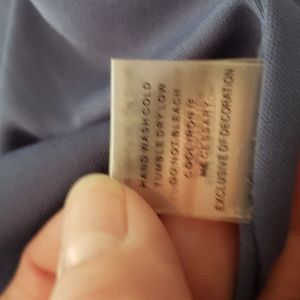 HAND WASH COLD
TUMBLE DRY LOW
DO NOT BLEACH
COOL IRON IF
NECESSARY.
EXCLUSIVE OF DECORATION